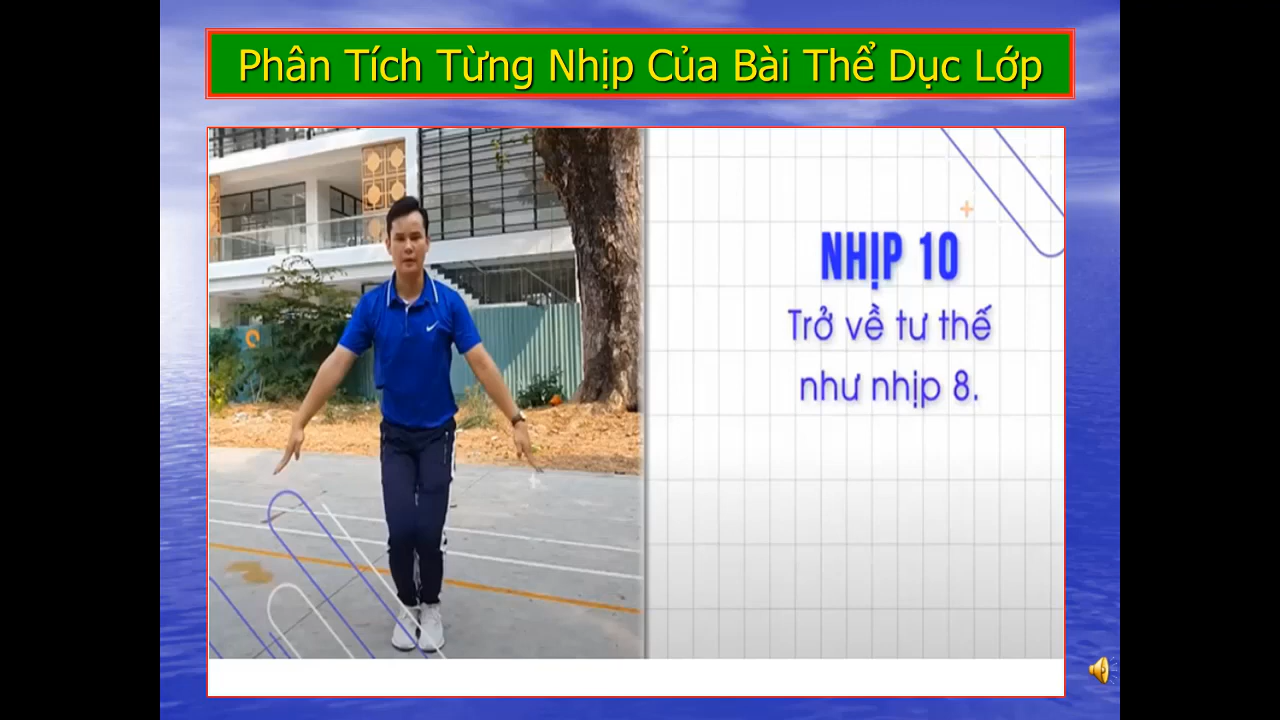 Phân Tích Từng Nhịp Của Bài Thể Dục Lớp
NHỊP 10
Trở về tư thế
như nhịp 8.